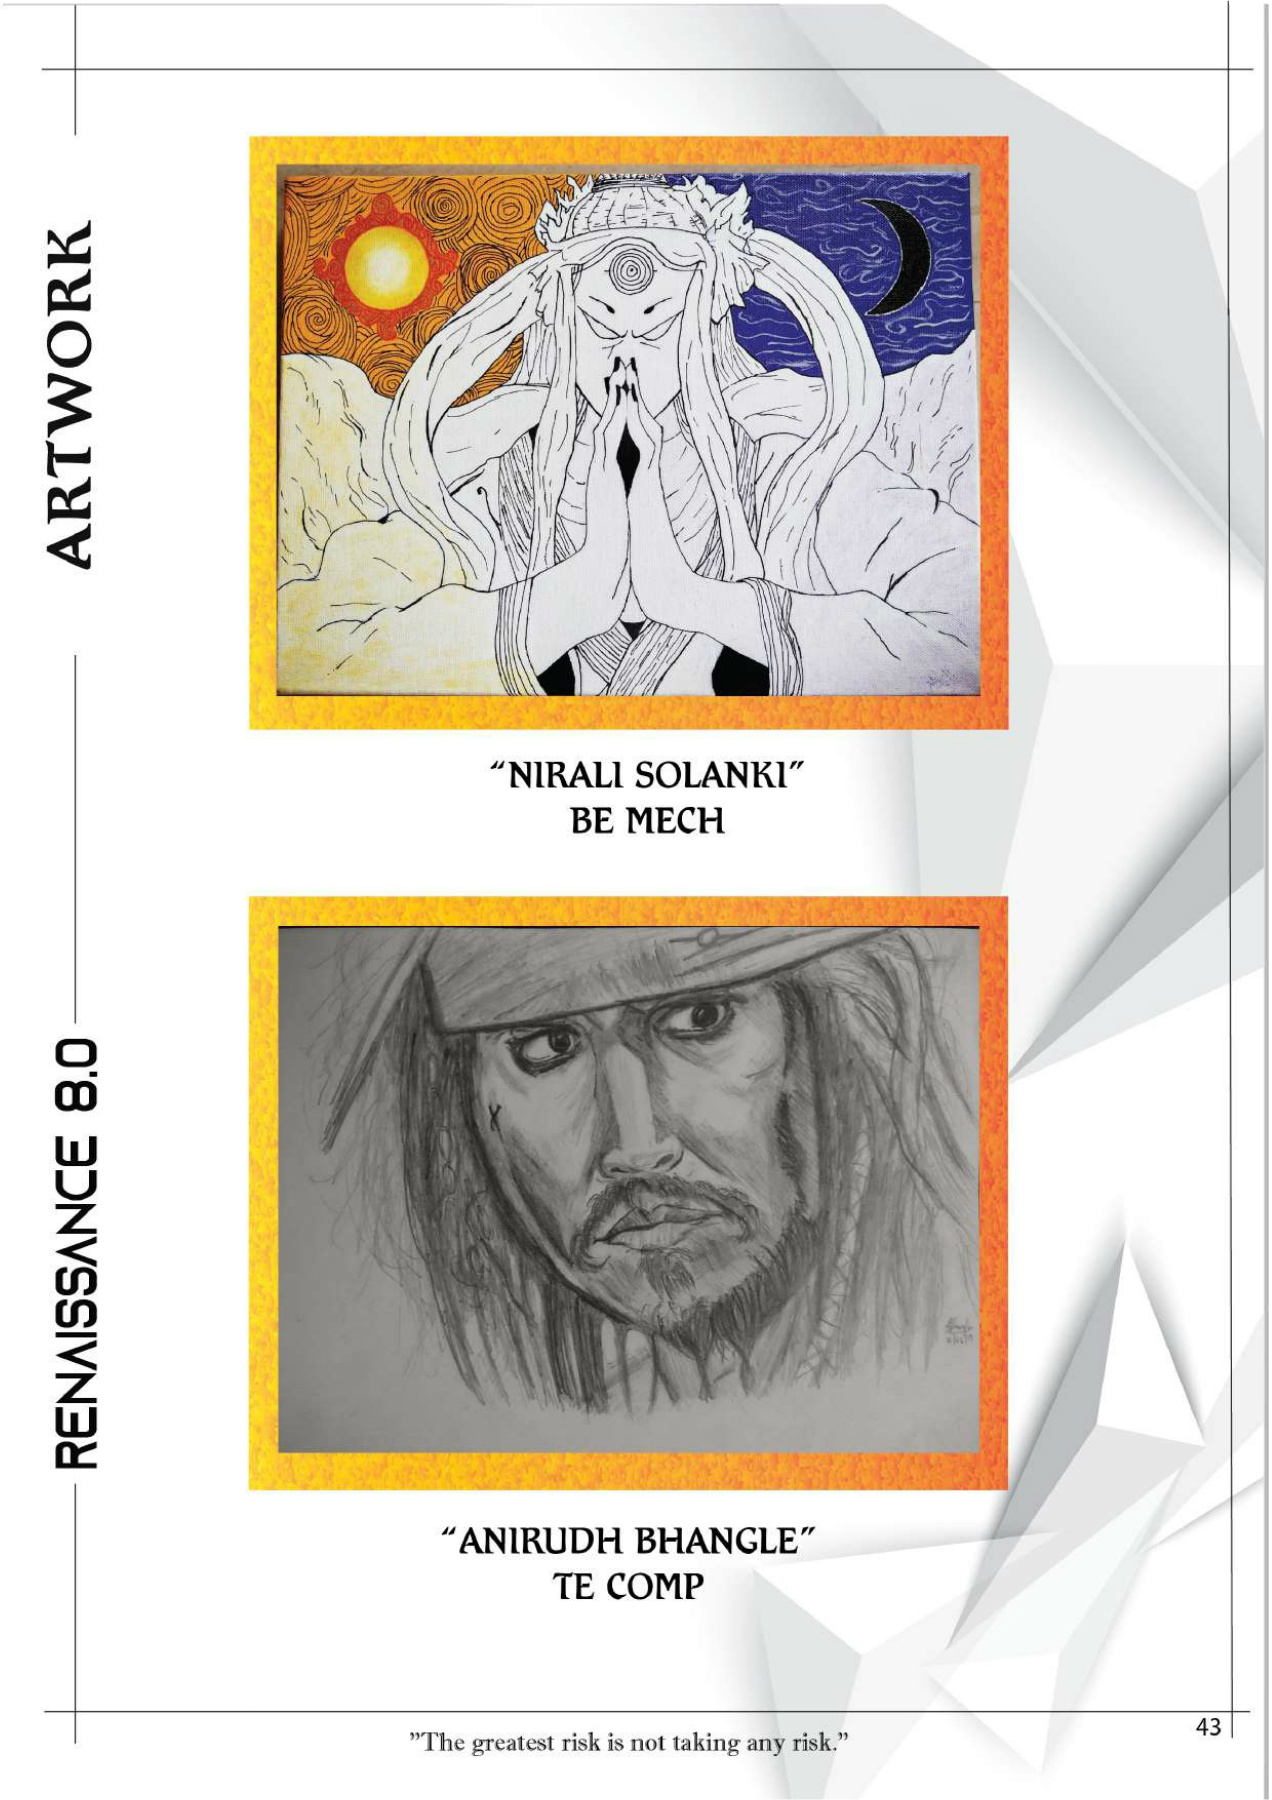 ARTWORK
RENAISSANCE 8.0
“NIRALI SOLANKI”
BE MECH
“ANIRUDH BHANGLE”
TE COMP
”The greatest risk is not taking any risk.”
43